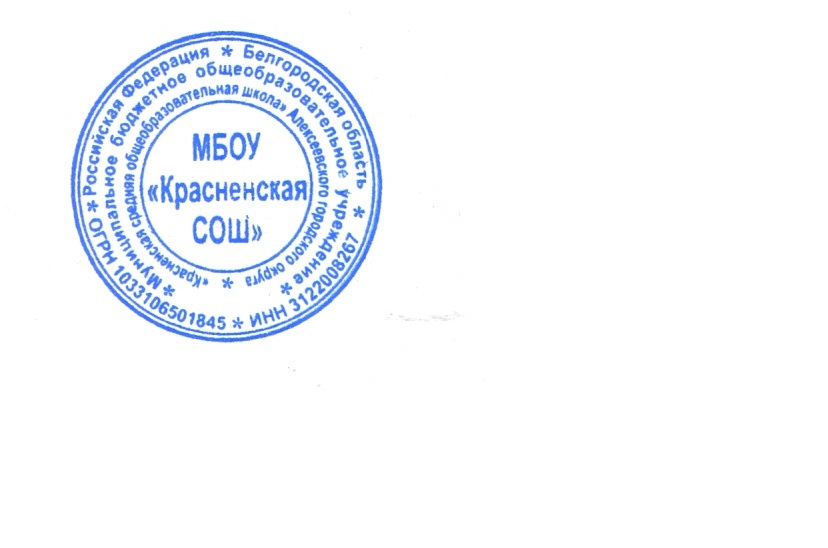 * Российская Федерация * Белгородская область * ИНН 3122008267 * ОГРН 1033106501845
* Муниципальное бюджетное общеобразовательное учреждение *
«Красненская средняя общеобразовательная школа» Алексеевского городского округа *
МБОУ
«Красненская
СОШ»